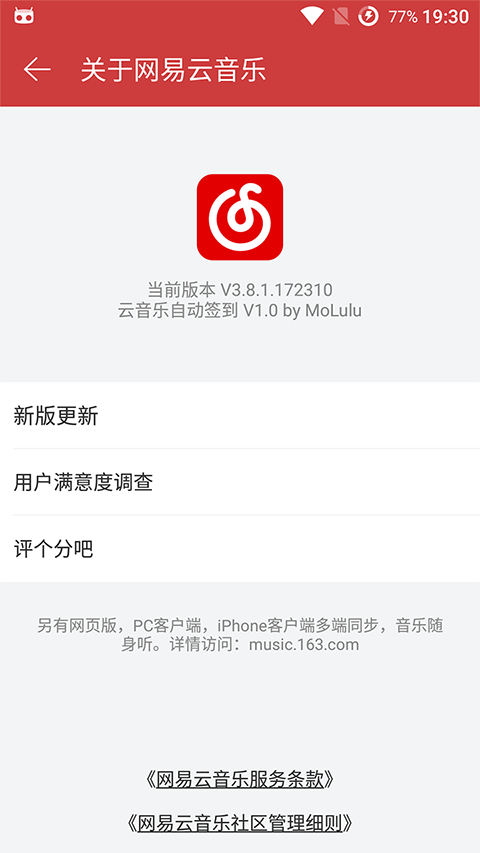 77% 19:30
关于网易云音乐
当前版本 V3.8.1.172310
云音乐自动签到 V1.0 by MoLulu
新版更新
用户满意度调查
评个分吧
另有网页版，PC客户端，iPhone客户端多端同步，音乐随
身听。详情访问：music.163.com
《网易云音乐服务条款》
《网易云音乐社区管理细则》